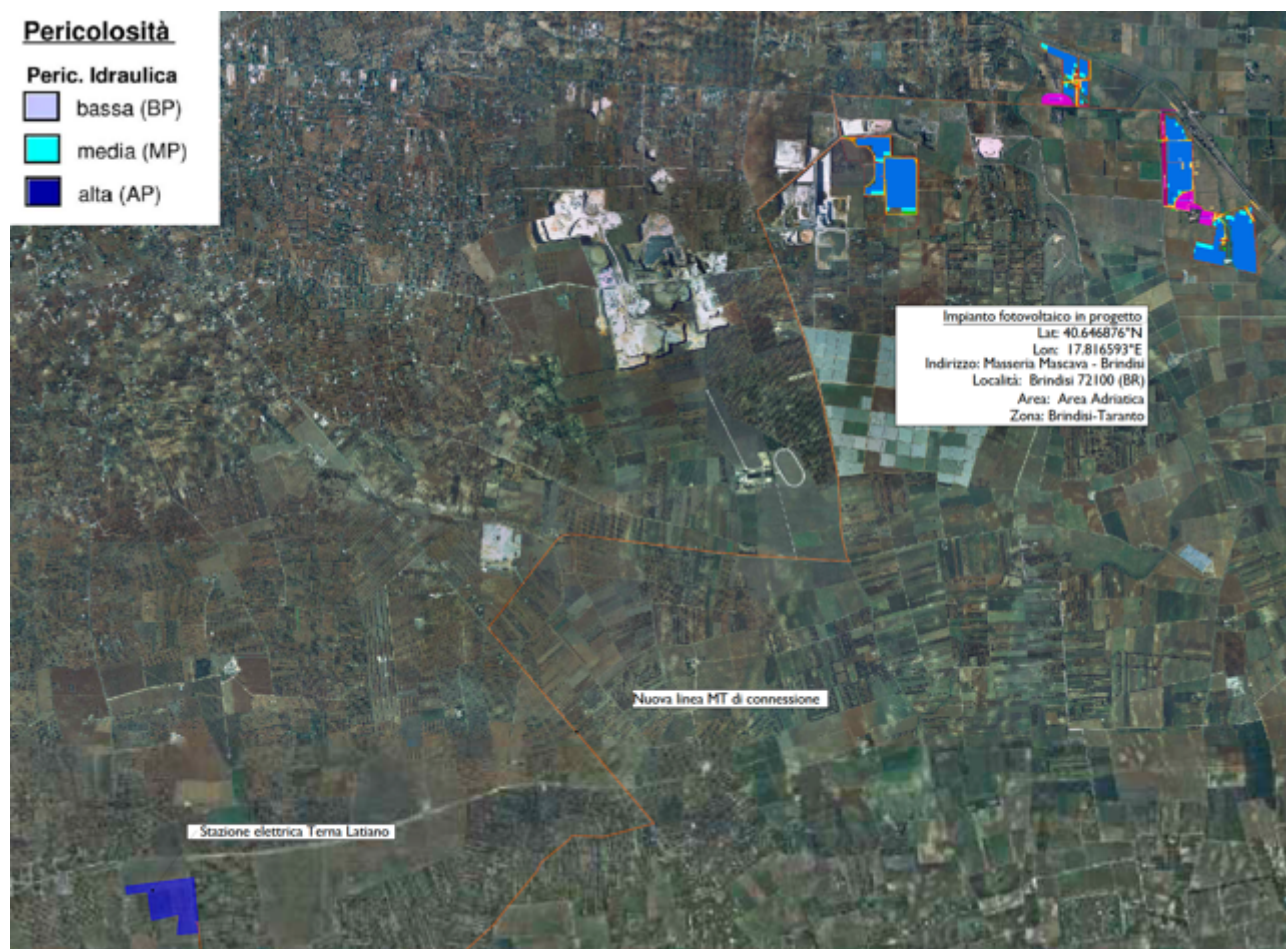 Pericolosità
Peric. Idraulica
bassa (BP)
media (MP)
alta (AP)
Impianto fotovoltaico in progetto
Lat: 40.646876°N
Lon: 17.816593°E
Indirizzo: Masseria Mascava - Brindisi
Località: Brindisi 72100 (BR)
Area: Area Adriatica
Zona: Brindisi-Taranto
Nuova linea MT di connessione
Stazione elettrica Terna Latiano